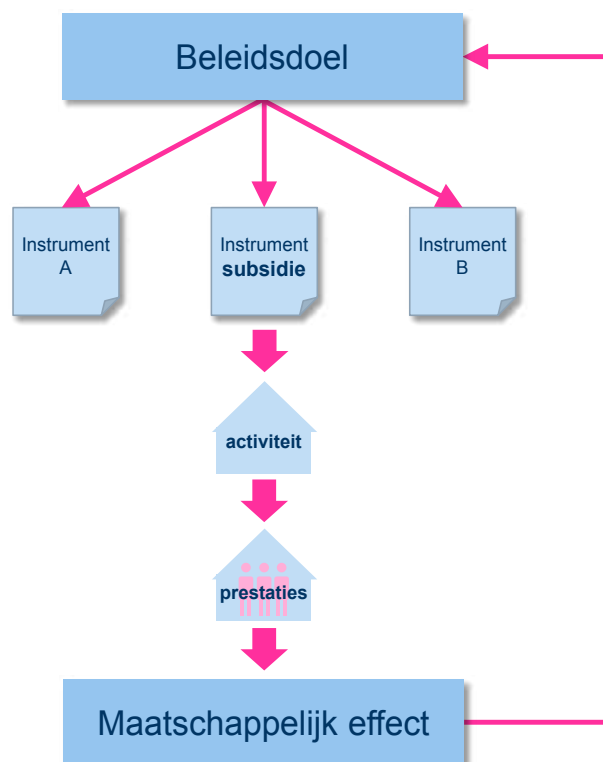 Beleidsdoel
Instrument
A
Instrument
subsidie
Instrument
B
activiteit
prestaties
Maatschappelijk effect